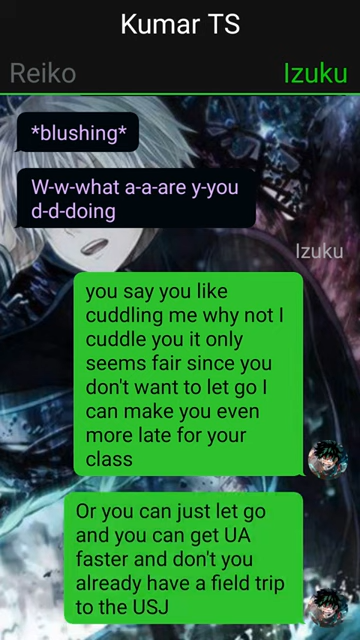 Kumar TS
Reiko
Izuku
*blushing*
W-w-what a-a-are y-you
d-d-doing
Izuku
you say you like
cuddling me why not I
cuddle you it only
seems fair since you
don't want to let go I
can make you even
more late for your
class
Or you can just let go
and you can get UA
faster and don't you
already have a field trip
to the USJ